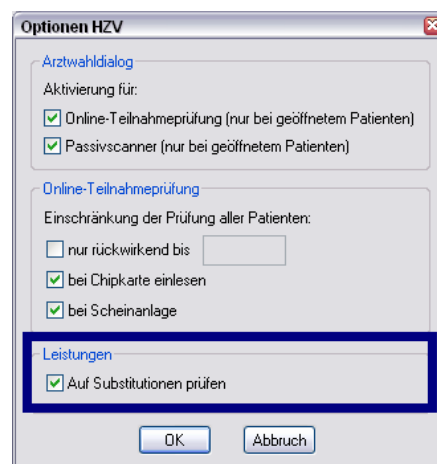 Optionen HZV
Arztwahldialog
Aktivierung für:
Online-Teilnahmeprüfung (nur bei geöffnetem Patienten)
Passivscanner (nur bei geöffnetem Patienten)
Online-Teilnahmeprüfung
Einschränkung der Prüfung aller Patienten:
nur rückwirkend bis
bei Chipkarte einlesen
bei Scheinanlage
Leistungen
Auf Substitutionen prüfen
OK Abbruch